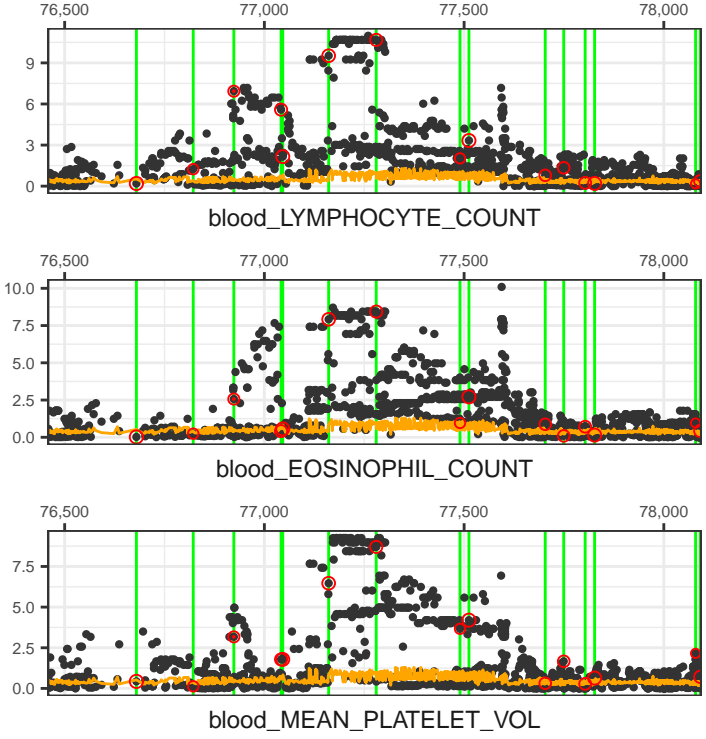 76,500 77,000 77,500 78,000
9
6
3
0
blood_LYMPHOCYTE_COUNT
76,500 77,000 77,500 78,000
10.0
7.5
5.0
2.5
0.0
blood_EOSINOPHIL_COUNT
76,500 77,000 77,500 78,000
7.5
5.0
2.5
0.0
blood_MEAN_PLATELET_VOL